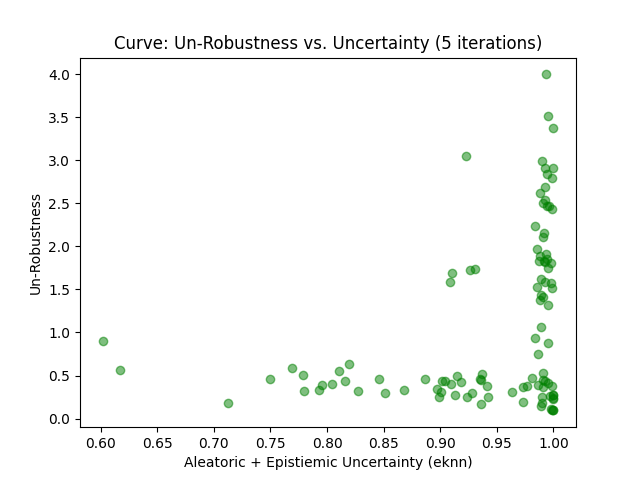 Curve: Un-Robustness vs. Uncertainty (5 iterations)
4.0
3.5
3.0
2.5
2.0
1.5
1.0
0.5
0.0
Un-Robustness
0.60 0.65 0.70 0.75 0.80 0.85 0.90 0.95 1.00
Aleatoric + Epistiemic Uncertainty (eknn)